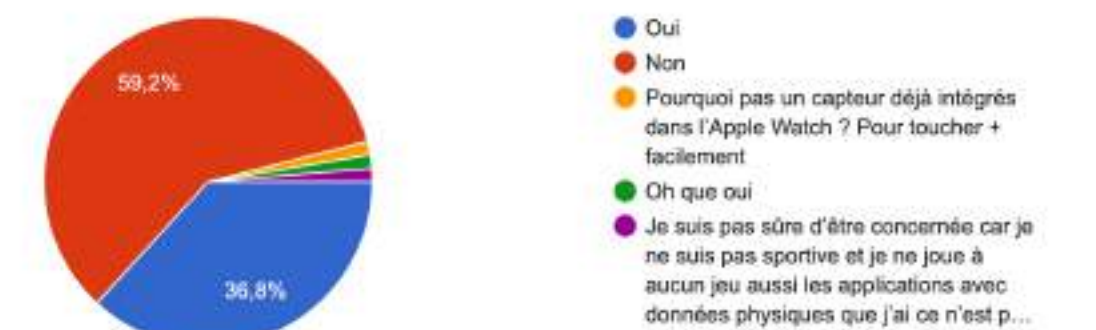 59,2%
36,8%
Oui
Non
Pourquoi pas un capteur déjà intégrés
dans l'Apple Watch ? Pour toucher +
facilement
Oh que oui
Je suis pas sûre d'être concernée car je
ne suis pas sportive et je ne joue à
aucun jeu aussi les applications avec
données physiques que j'ai ce n'est p...